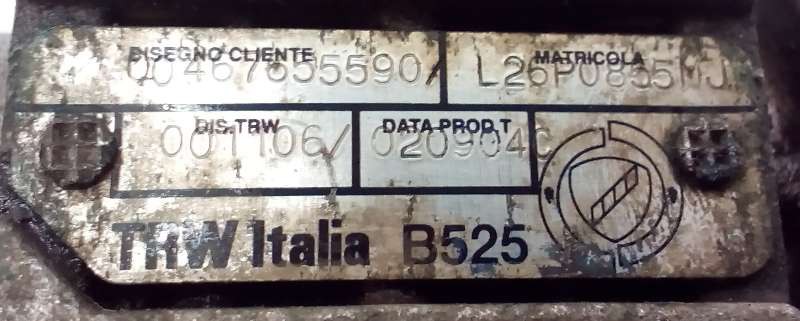 DISEGNO CLIENTE MATRICOLA
00467655590/ L26P0855MJ
DIS.TRW DATA PROD.T
001106/ 020904C
TRW Italia B525